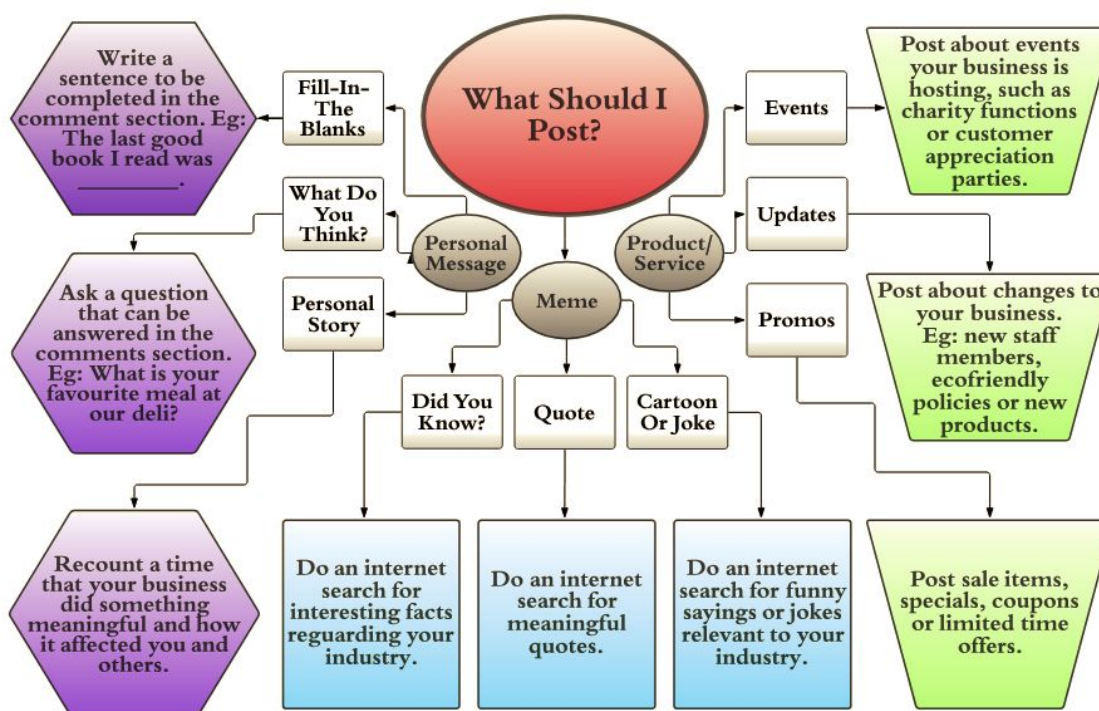 What Should I
Post?
Personal
Message
Meme
Product/
Service
Fill-In-
The
Blanks
Write a
sentence to be
completed in the
comment section. Eg:
The last good
book I read was
_________.
What Do
You
Think?
Ask a question
that can be
answered in the
comments section.
Eg: What is your
favourite meal at
our deli?
Personal
Story
Recount a time
that your business
did something
meaningful and how
it affected you and
others.
Did You
Know?
Do an internet
search for
interesting facts
reguarding your
industry.
Quote
Do an internet
search for
meaningful
quotes.
Cartoon
Or Joke
Do an internet
search for funny
sayings or jokes
relevant to your
industry.
Events
Post about events
your business is
hosting, such as
charity functions
or customer
appreciation
parties.
Updates
Post about changes to
your business.
Eg: new staff
members,
ecofriendly
policies or new
products.
Promos
Post sale items,
specials, coupons
or limited time
offers.